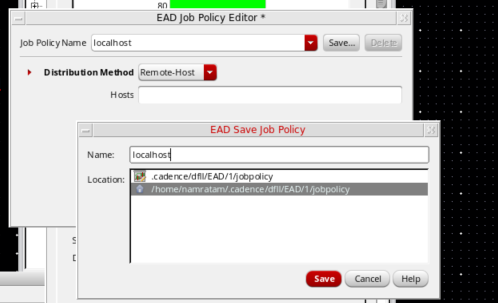 80
EAD Job Policy Editor *
Job Policy Name localhost Save... Delete
Distribution Method Remote-Host
Hosts
EAD Save Job Policy
Name: localhost
Location: .cadence/dfII/EAD/1/jobpolicy
/home/namratam/.cadence/dfII/EAD/1/jobpolicy
Save Cancel Help